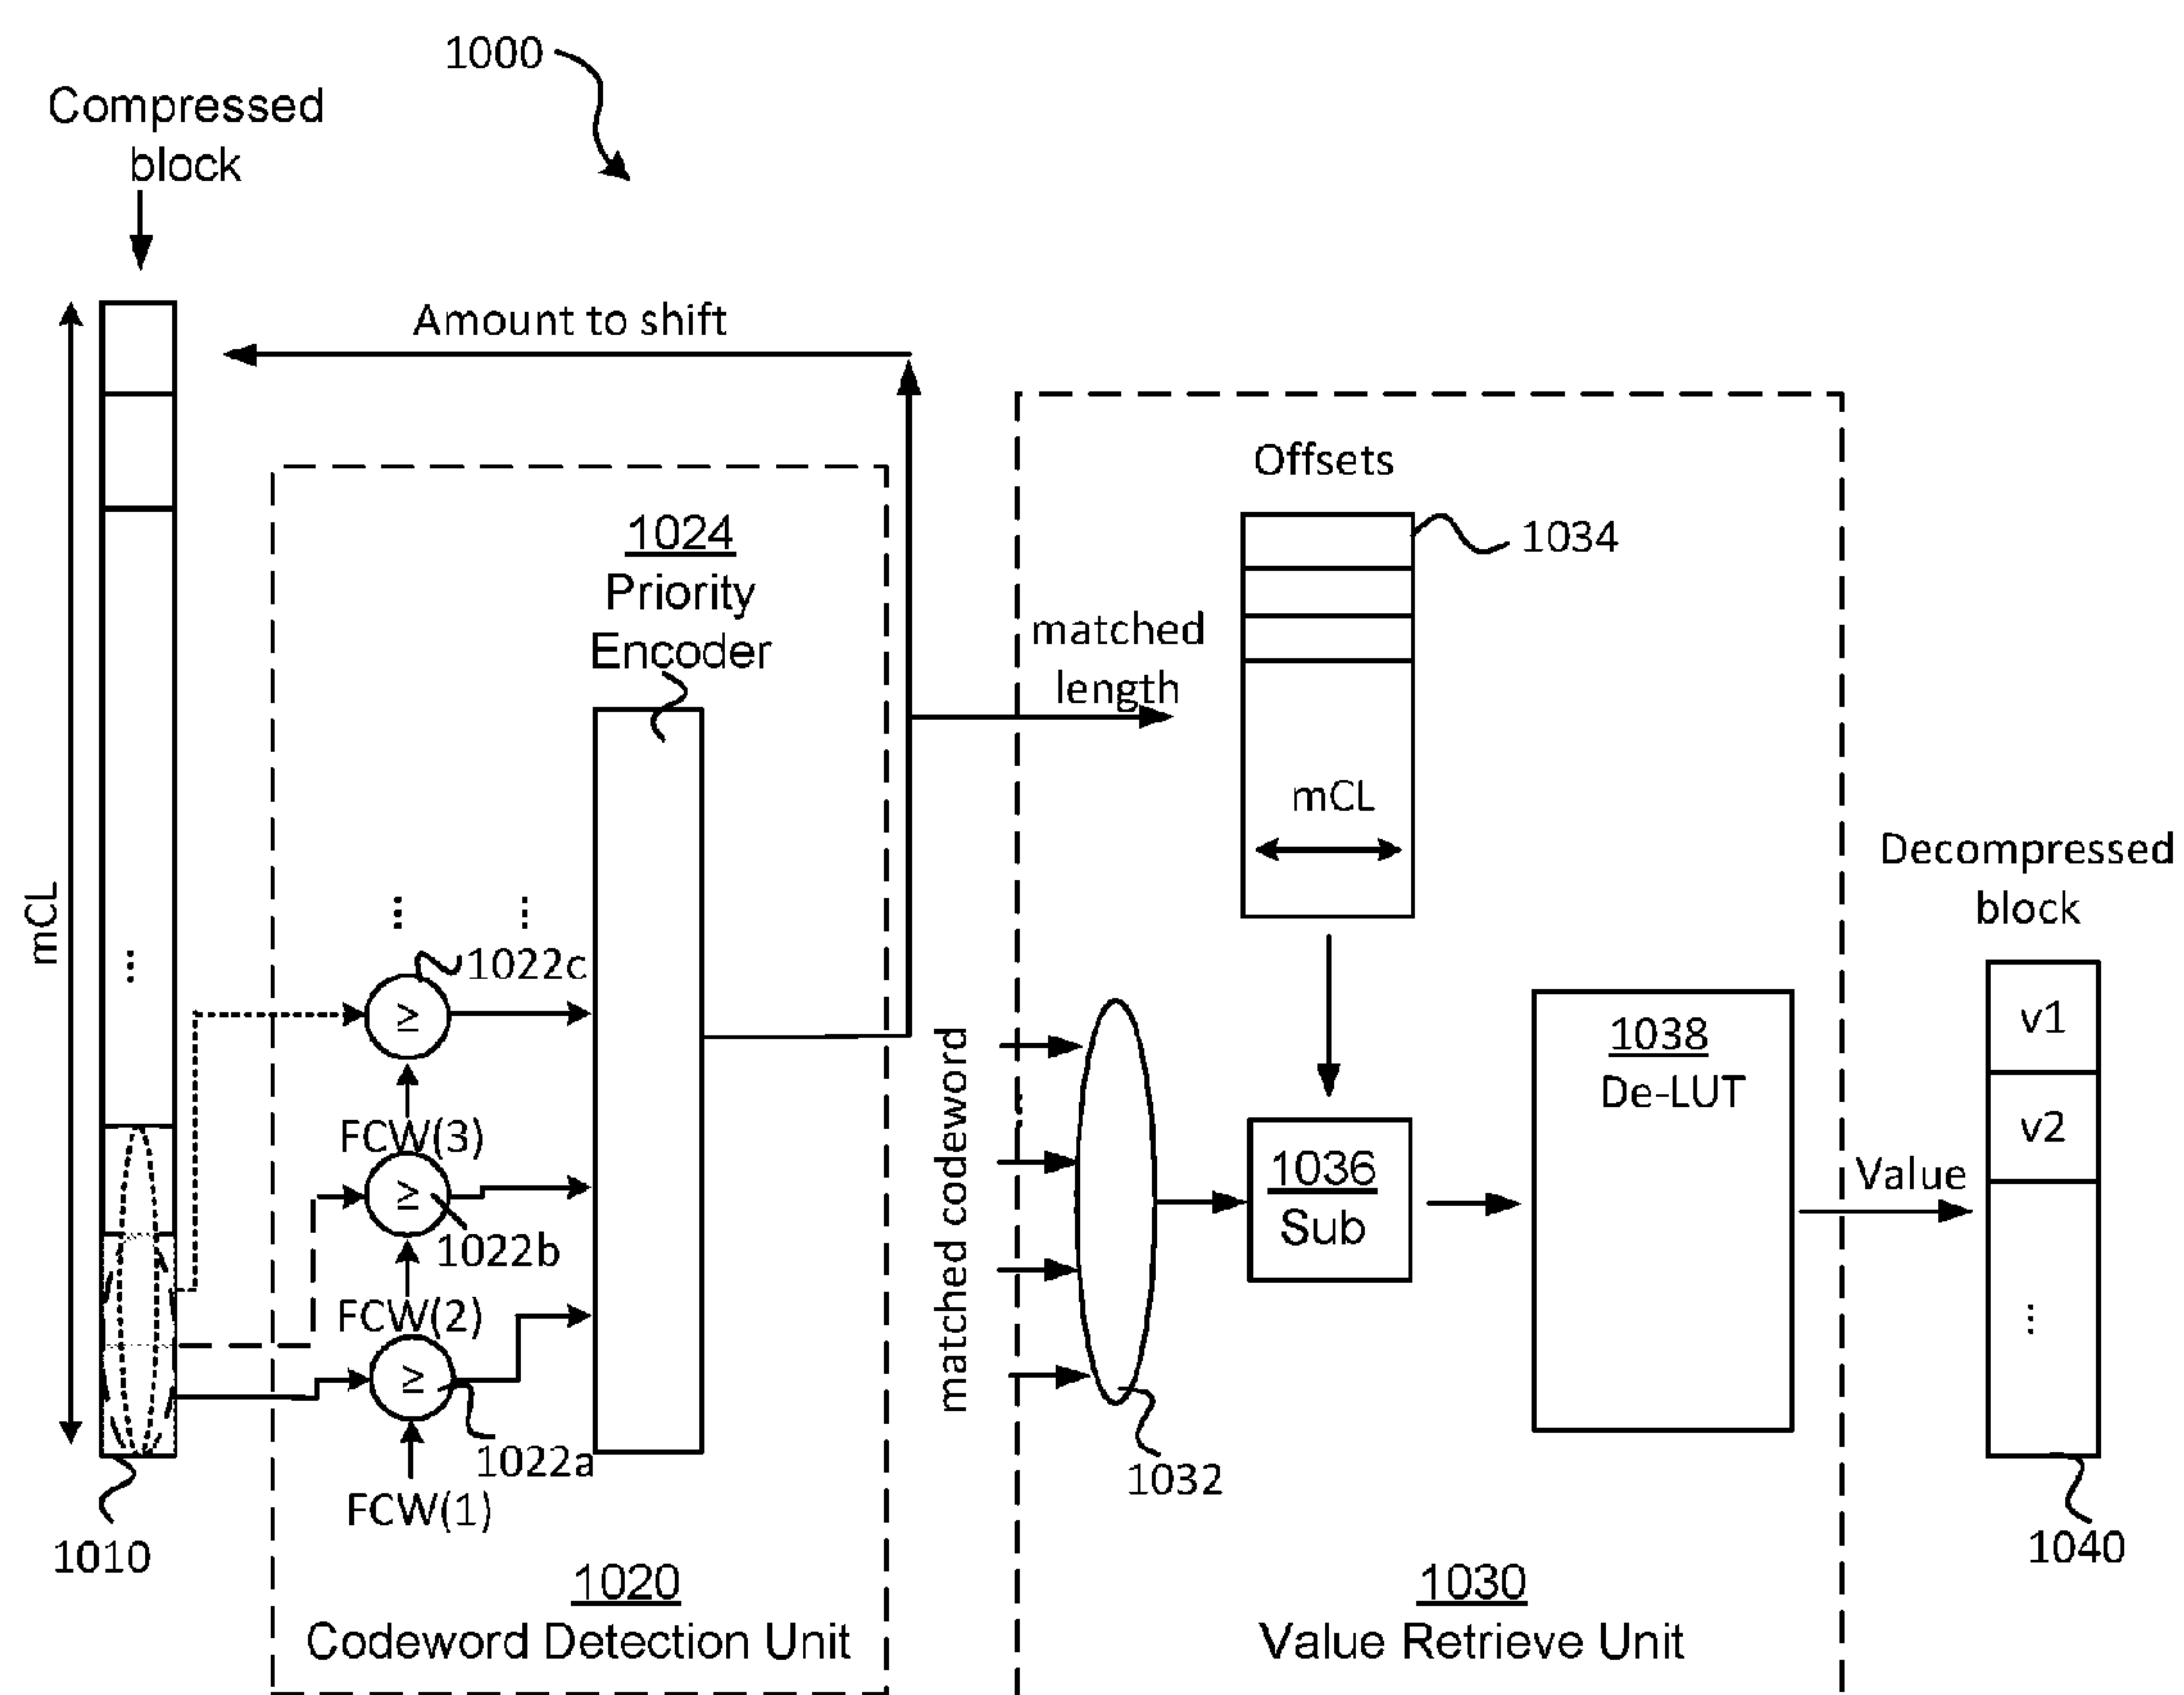 1000
Compressed
block
Amount to shift
mCL
...
1024
Priority
Encoder
...
...
1022c
≥
FCW(3)
≥
1022b
FCW(2)
≥
1022a
FCW(1)
1010
1020
Codeword Detection Unit
matched
length
Offsets
1034
mCL
matched codeword
1032
1036
Sub
1038
De-LUT
1030
Value Retrieve Unit
Value
Decompressed
block
v1
v2
...
1040